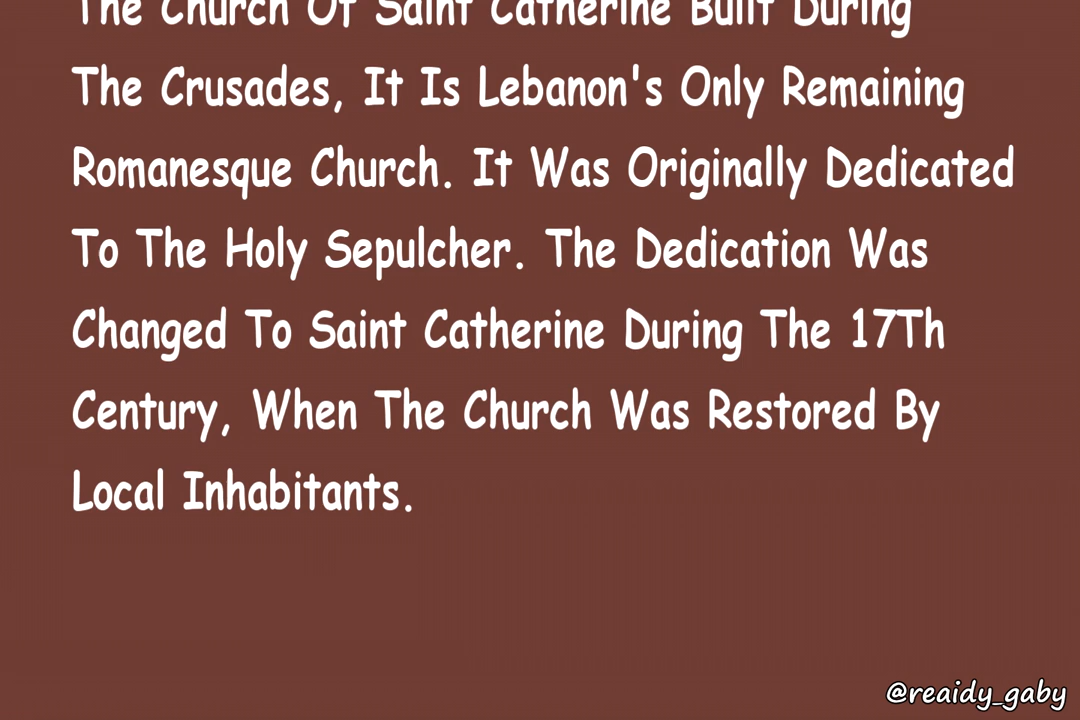 The Church Of Saint Catherine Built During
The Crusades, It Is Lebanon's Only Remaining
Romanesque Church. It Was Originally Dedicated
To The Holy Sepulcher. The Dedication Was
Changed To Saint Catherine During The 17Th
Century, When The Church Was Restored By
Local Inhabitants.
@reaidy_gaby